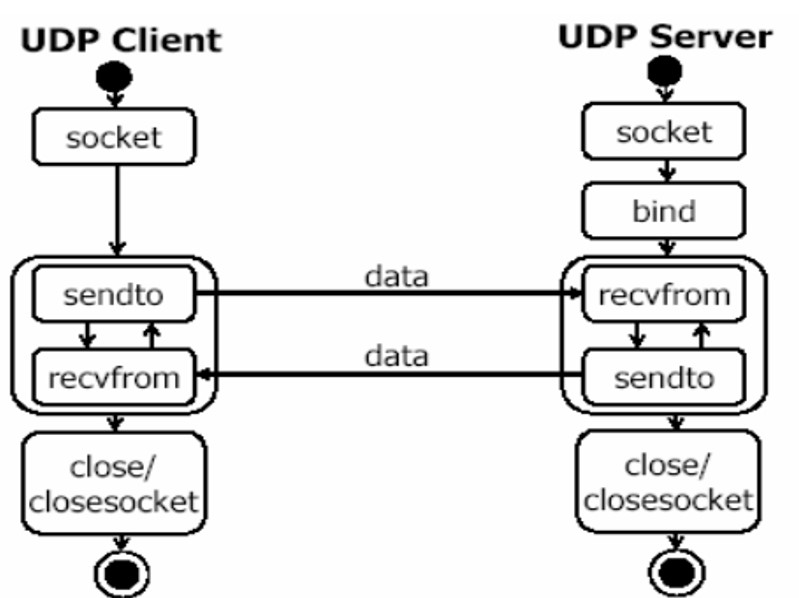 UDP Client
UDP Server
socket
socket
bind
sendto
data
recvfrom
recvfrom
data
sendto
close/
closesocket
close/
closesocket